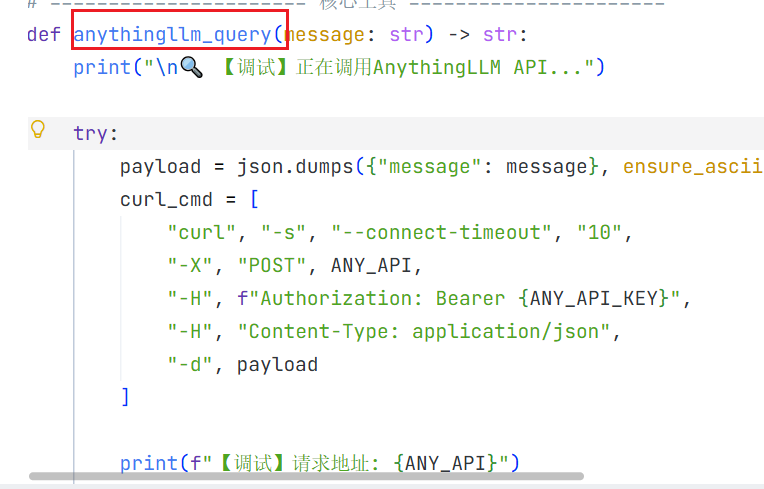 # ---------------------- 核心工具 ----------------------
def anythingllm_query(message: str) -> str:
print("\n🔍 【调试】正在调用AnythingLLM API...")
try:
payload = json.dumps({"message": message}, ensure_ascii
curl_cmd = [
"curl", "-s", "--connect-timeout", "10",
"-X", "POST", ANY_API,
"-H", f"Authorization: Bearer {ANY_API_KEY}",
"-H", "Content-Type: application/json",
"-d", payload
]
print(f"【调试】请求地址: {ANY_API}")